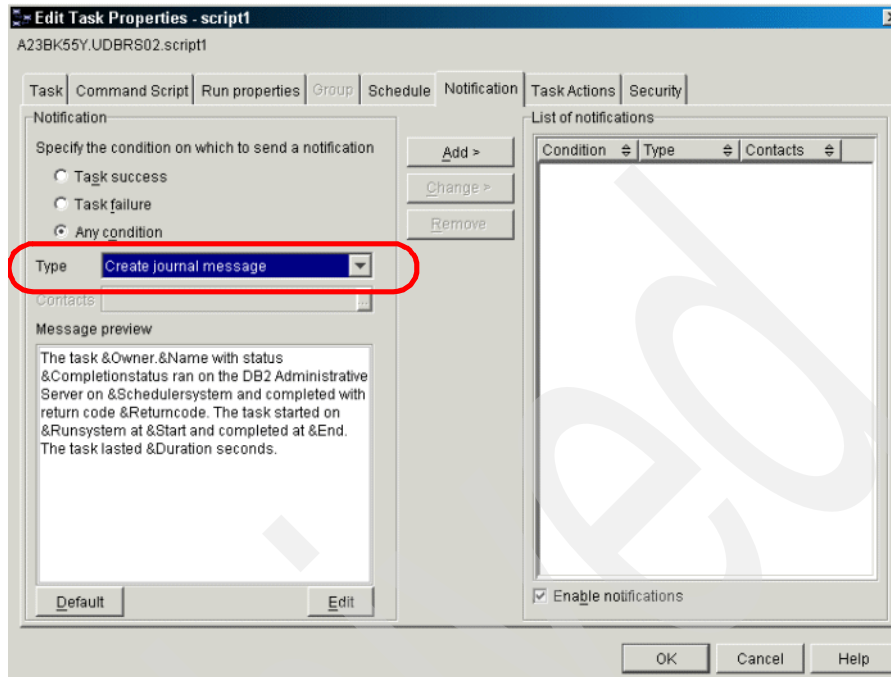 Edit Task Properties - script1
A23BK55Y.UDBRS02.script1
Task Command Script Run properties Group Schedule Notification Task Actions Security
Notification
Specify the condition on which to send a notification
Task success
Task failure
Any condition
Type Create journal message
Contacts ...
Message preview
The task &Owner.&Name with status
&Completionstatus ran on the DB2 Administrative
Server on &Schedulersystem and completed with
return code &Returncode. The task started on
&Runsystem at &Start and completed at &End.
The task lasted &Duration seconds.
Default Edit
Add >
Change >
Remove
List of notifications
Condition Type Contacts
Enable notifications
OK Cancel Help